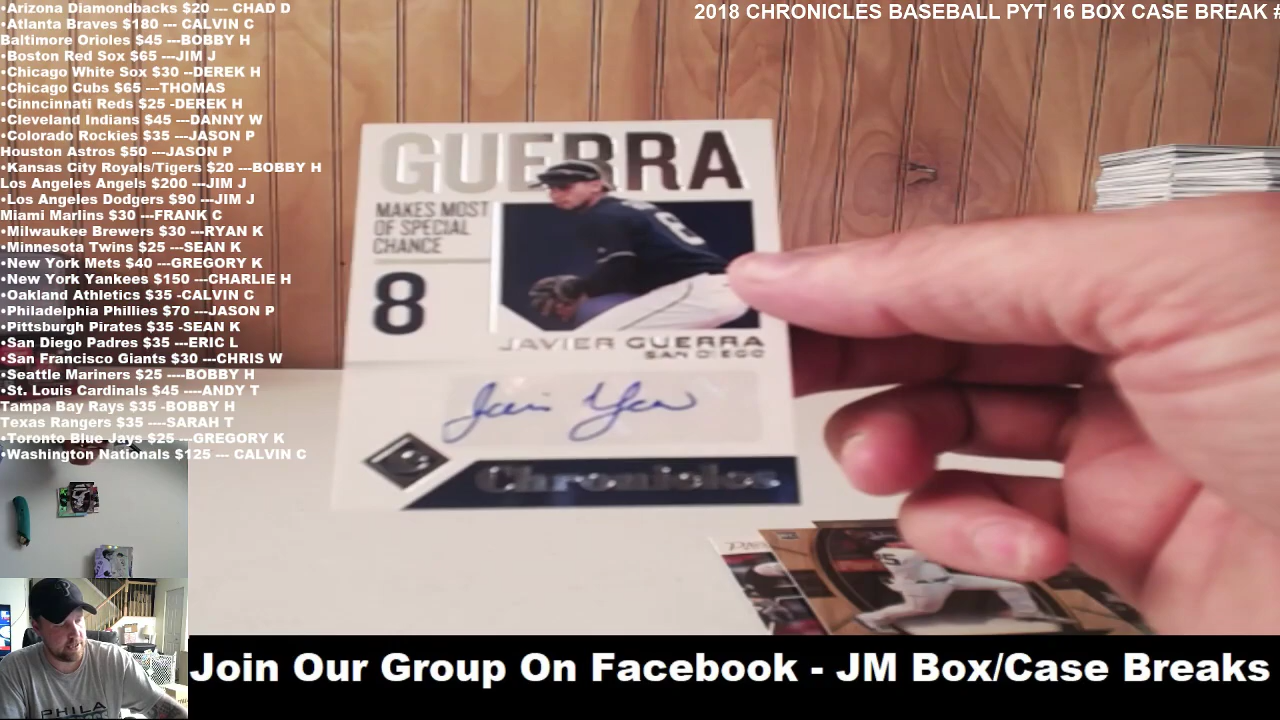 •Arizona Diamondbacks $20 --- CHAD D
•Atlanta Braves $180 --- CALVIN C
Baltimore Orioles $45 ---BOBBY H
•Boston Red Sox $65 ---JIM J
•Chicago White Sox $30 --DEREK H
•Chicago Cubs $65 ---THOMAS
•Cinncinnati Reds $25 -DEREK H
•Cleveland Indians $45 ---DANNY W
•Colorado Rockies $35 ---JASON P
Houston Astros $50 ---JASON P
•Kansas City Royals/Tigers $20 ---BOBBY H
Los Angeles Angels $200 ---JIM J
•Los Angeles Dodgers $90 ---JIM J
Miami Marlins $30 ---FRANK C
•Milwaukee Brewers $30 ---RYAN K
•Minnesota Twins $25 ---SEAN K
•New York Mets $40 ---GREGORY K
•New York Yankees $150 ---CHARLIE H
•Oakland Athletics $35 -CALVIN C
•Philadelphia Phillies $70 ---JASON P
•Pittsburgh Pirates $35 -SEAN K
•San Diego Padres $35 ---ERIC L
•San Francisco Giants $30 ---CHRIS W
•Seattle Mariners $25 ----BOBBY H
•St. Louis Cardinals $45 ----ANDY T
Tampa Bay Rays $35 -BOBBY H
Texas Rangers $35 ----SARAH T
•Toronto Blue Jays $25 ---GREGORY K
•Washington Nationals $125 --- CALVIN C
2018 CHRONICLES BASEBALL PYT 16 BOX CASE BREAK #
GUERRA
MAKES MOST
OF SPECIAL
CHANCE
8
JAVIER GUERRA
SAN DIEGO
Chronicles
PHILA
Join Our Group On Facebook - JM Box/Case Breaks